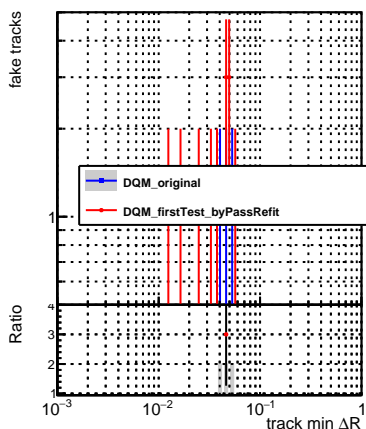 fake tracks
DQM_original
DQM_firstTest_byPassRefit
1
Ratio
4
3
2
1
10−3
10−2
10−1
1
track min ΔR